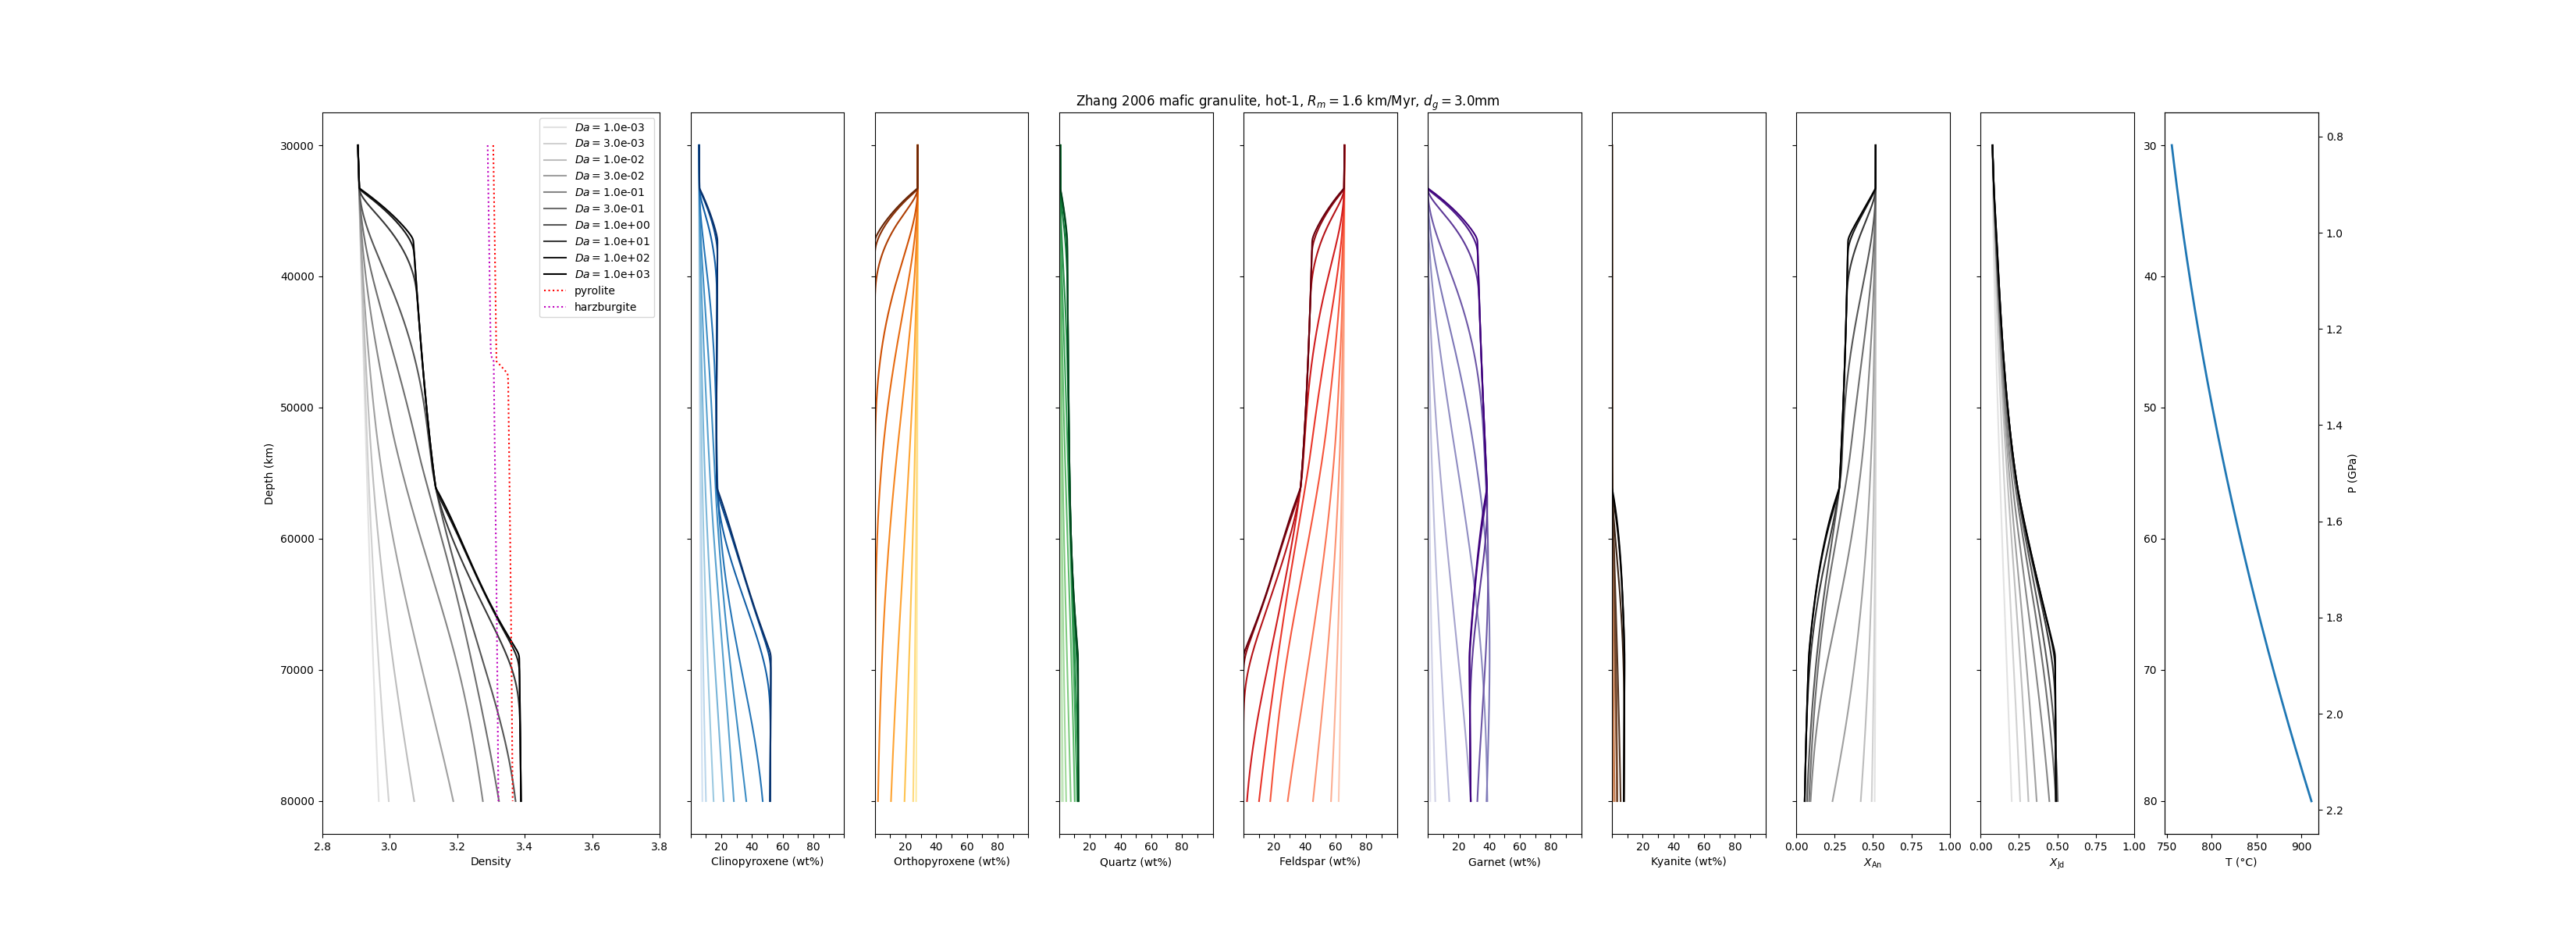 Zhang 2006 mafic granulite, hot-1, Rm = 1.6 km/Myr, dg = 3.0mm
Da = 1.0e-03
Da = 3.0e-03
Da = 1.0e-02
Da = 3.0e-02
Da = 1.0e-01
Da = 3.0e-01
Da = 1.0e+00
Da = 1.0e+01
Da = 1.0e+02
Da = 1.0e+03
pyrolite
harzburgite
Depth (km)
30000
40000
50000
60000
70000
80000
2.8 3.0 3.2 3.4 3.6 3.8
Density
20 40 60 80
Clinopyroxene (wt%)
20 40 60 80
Orthopyroxene (wt%)
20 40 60 80
Quartz (wt%)
20 40 60 80
Feldspar (wt%)
20 40 60 80
Garnet (wt%)
20 40 60 80
Kyanite (wt%)
0.00 0.25 0.50 0.75 1.00
XAn
0.00 0.25 0.50 0.75 1.00
XJd
30
40
50
60
70
80
750 800 850 900
T (°C)
0.8
1.0
1.2
1.4
1.6
1.8
2.0
2.2
P (GPa)